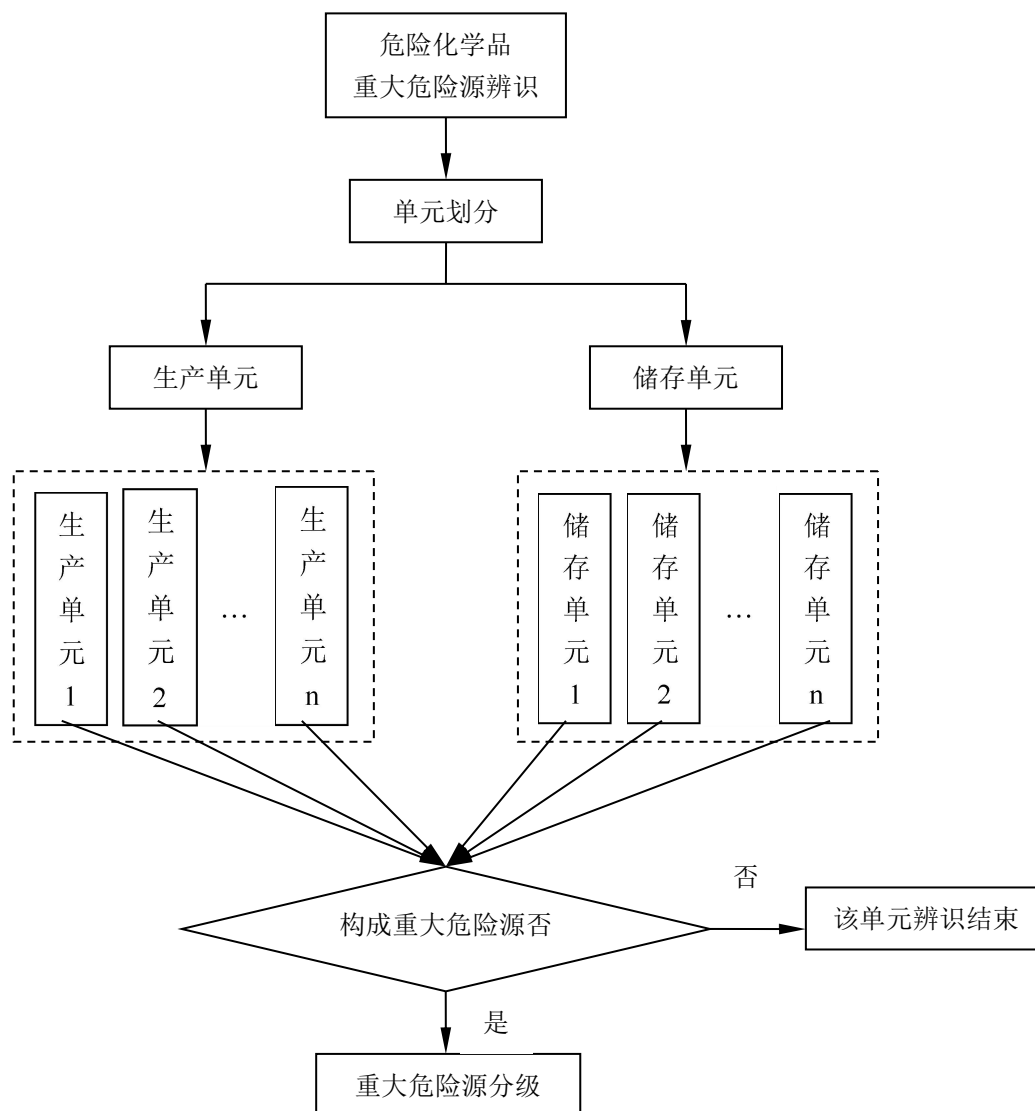 危险化学品
重大危险源辨识
单元划分
生产单元
储存单元
生产单元1
生产单元2
…
生产单元n
储存单元1
储存单元2
…
储存单元n
构成重大危险源否
否
该单元辨识结束
是
重大危险源分级